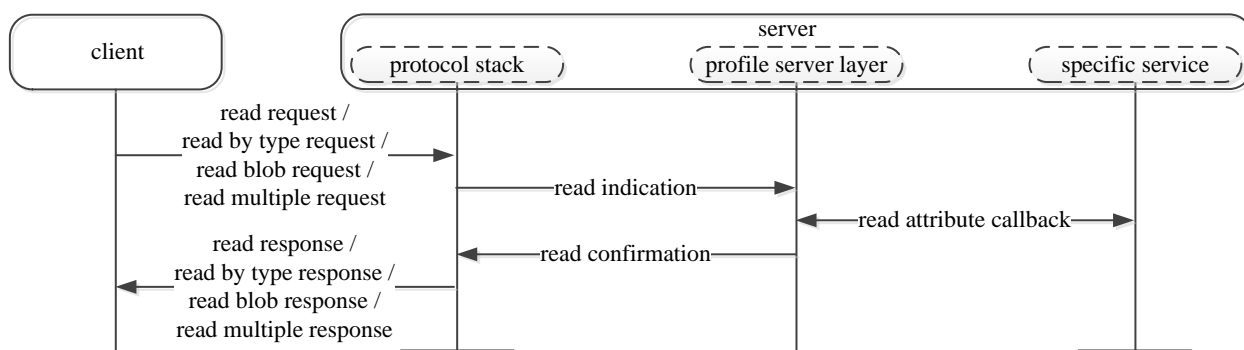 client
server
protocol stack
profile server layer
specific service
read request /
read by type request /
read blob request /
read multiple request
read indication
read attribute callback
read confirmation
read response /
read by type response /
read blob response /
read multiple response